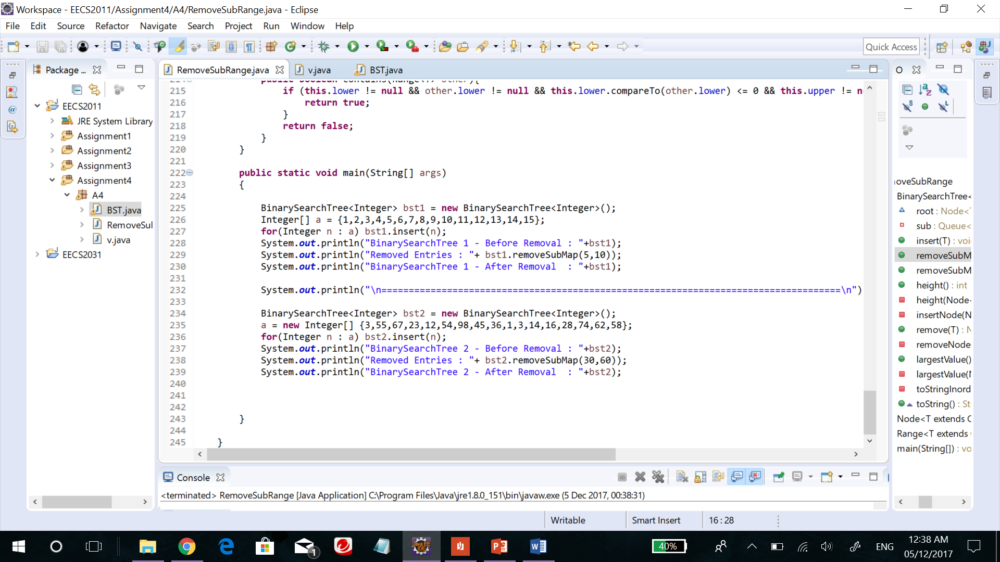 Workspace - EECS2011/Assignment4/A4/RemoveSubRange.java - Eclipse
File Edit Source Refactor Navigate Search Project Run Window Help
Quick Access
Package ...
EECS2011
JRE System Library
Assignment1
Assignment2
Assignment3
Assignment4
A4
BST.java
RemoveSul
v.java
EECS2031
RemoveSubRange.java
v.java
BST.java
215 if (this.lower != null && other.lower != null && this.lower.compareTo(other.lower) <= 0 && this.upper != n
216 return true;
217 }
218 return false;
219 }
220 }
221
222 public static void main(String[] args)
223 {
224
225 BinarySearchTree<Integer> bst1 = new BinarySearchTree<Integer>();
226 Integer[] a = {1,2,3,4,5,6,7,8,9,10,11,12,13,14,15};
227 for(Integer n : a) bst1.insert(n);
228 System.out.println("BinarySearchTree 1 - Before Removal : "+bst1);
229 System.out.println("Removed Entries : "+ bst1.removeSubMap(5,10));
230 System.out.println("BinarySearchTree 1 - After Removal  : "+bst1);
231
232 System.out.println("\n====================================================================================\n")
233
234 BinarySearchTree<Integer> bst2 = new BinarySearchTree<Integer>();
235 a = new Integer[] {3,55,67,23,12,54,98,45,36,1,3,14,16,28,74,62,58};
236 for(Integer n : a) bst2.insert(n);
237 System.out.println("BinarySearchTree 2 - Before Removal : "+bst2);
238 System.out.println("Removed Entries : "+ bst2.removeSubMap(30,60));
239 System.out.println("BinarySearchTree 2 - After Removal  : "+bst2);
240
241
242
243 }
244
245 }
O
oveSubRange
BinarySearchTree<
root : Node<
sub : Queue<
insert(T) : voi
removeSubM
removeSubM
height() : int
height(Node
insertNode(N
remove(T) : N
removeNode
largestValue()
largestValue(
toStringInord
toString() : St
Node<T extends C
Range<T extends
main(String[]) : vo
Console
<terminated> RemoveSubRange [Java Application] C:\Program Files\Java\jre1.8.0_151\bin\javaw.exe (5 Dec 2017, 00:38:31)
Writable Smart Insert 16 : 28
1
Java EE
IDE
40%
ENG
12:38 AM
05/12/2017